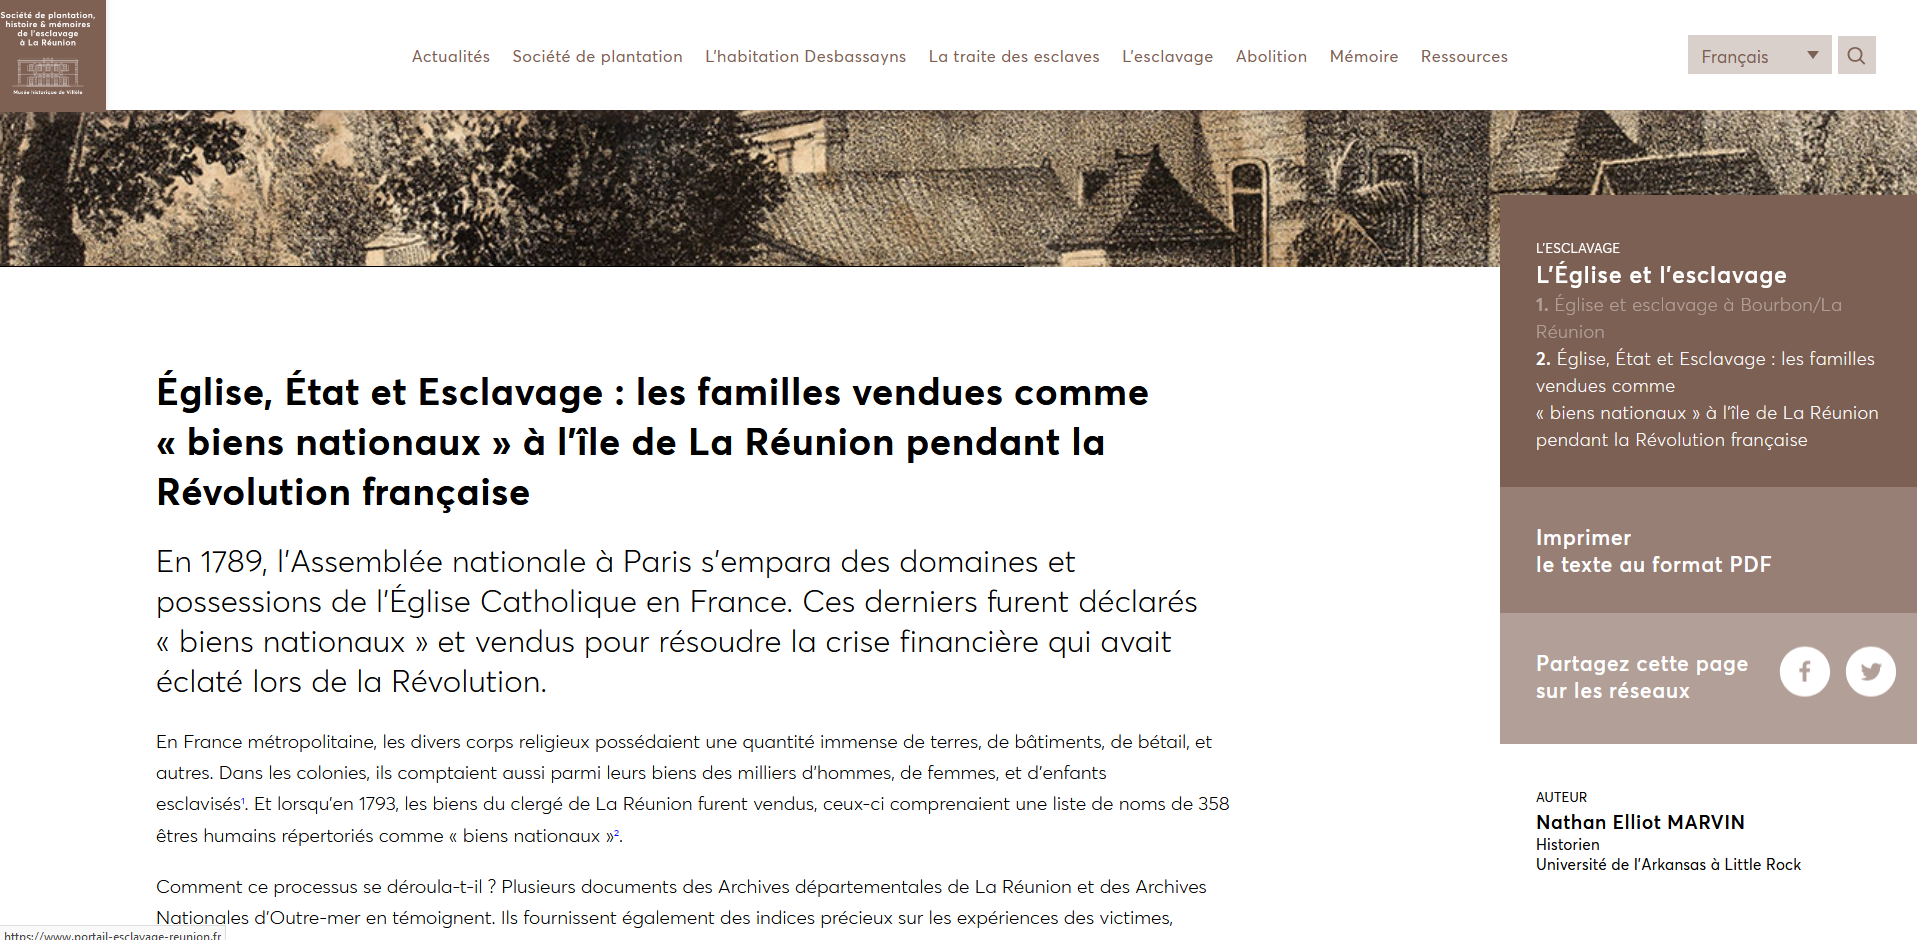 Société de plantation,
histoire & mémoires
de l'esclavage
à La Réunion
Musée historique de Villèle
Actualités
Société de plantation
L'habitation Desbassayns
La traite des esclaves
L'esclavage
Abolition
Mémoire
Ressources
Français
L'ESCLAVAGE
L'Église et l'esclavage
1. Église et esclavage à Bourbon/La
Réunion
2. Église, État et Esclavage : les familles
vendues comme
« biens nationaux » à l'île de La Réunion
pendant la Révolution française
Imprimer
le texte au format PDF
Partagez cette page
sur les réseaux
AUTEUR
Nathan Elliot MARVIN
Historien
Université de l'Arkansas à Little Rock
Église, État et Esclavage : les familles vendues comme
« biens nationaux » à l'île de La Réunion pendant la
Révolution française
En 1789, l'Assemblée nationale à Paris s'empara des domaines et
possessions de l'Église Catholique en France. Ces derniers furent déclarés
« biens nationaux » et vendus pour résoudre la crise financière qui avait
éclaté lors de la Révolution.
En France métropolitaine, les divers corps religieux possédaient une quantité immense de terres, de bâtiments, de bétail, et
autres. Dans les colonies, ils comptaient aussi parmi leurs biens des milliers d'hommes, de femmes, et d'enfants
esclavisés¹. Et lorsqu'en 1793, les biens du clergé de La Réunion furent vendus, ceux-ci comprenaient une liste de noms de 358
êtres humains répertoriés comme « biens nationaux »².
Comment ce processus se déroula-t-il ? Plusieurs documents des Archives départementales de La Réunion et des Archives
Nationales d'Outre-mer en témoignent. Ils fournissent également des indices précieux sur les expériences des victimes,
https://www.portail-esclavage-reunion.fr